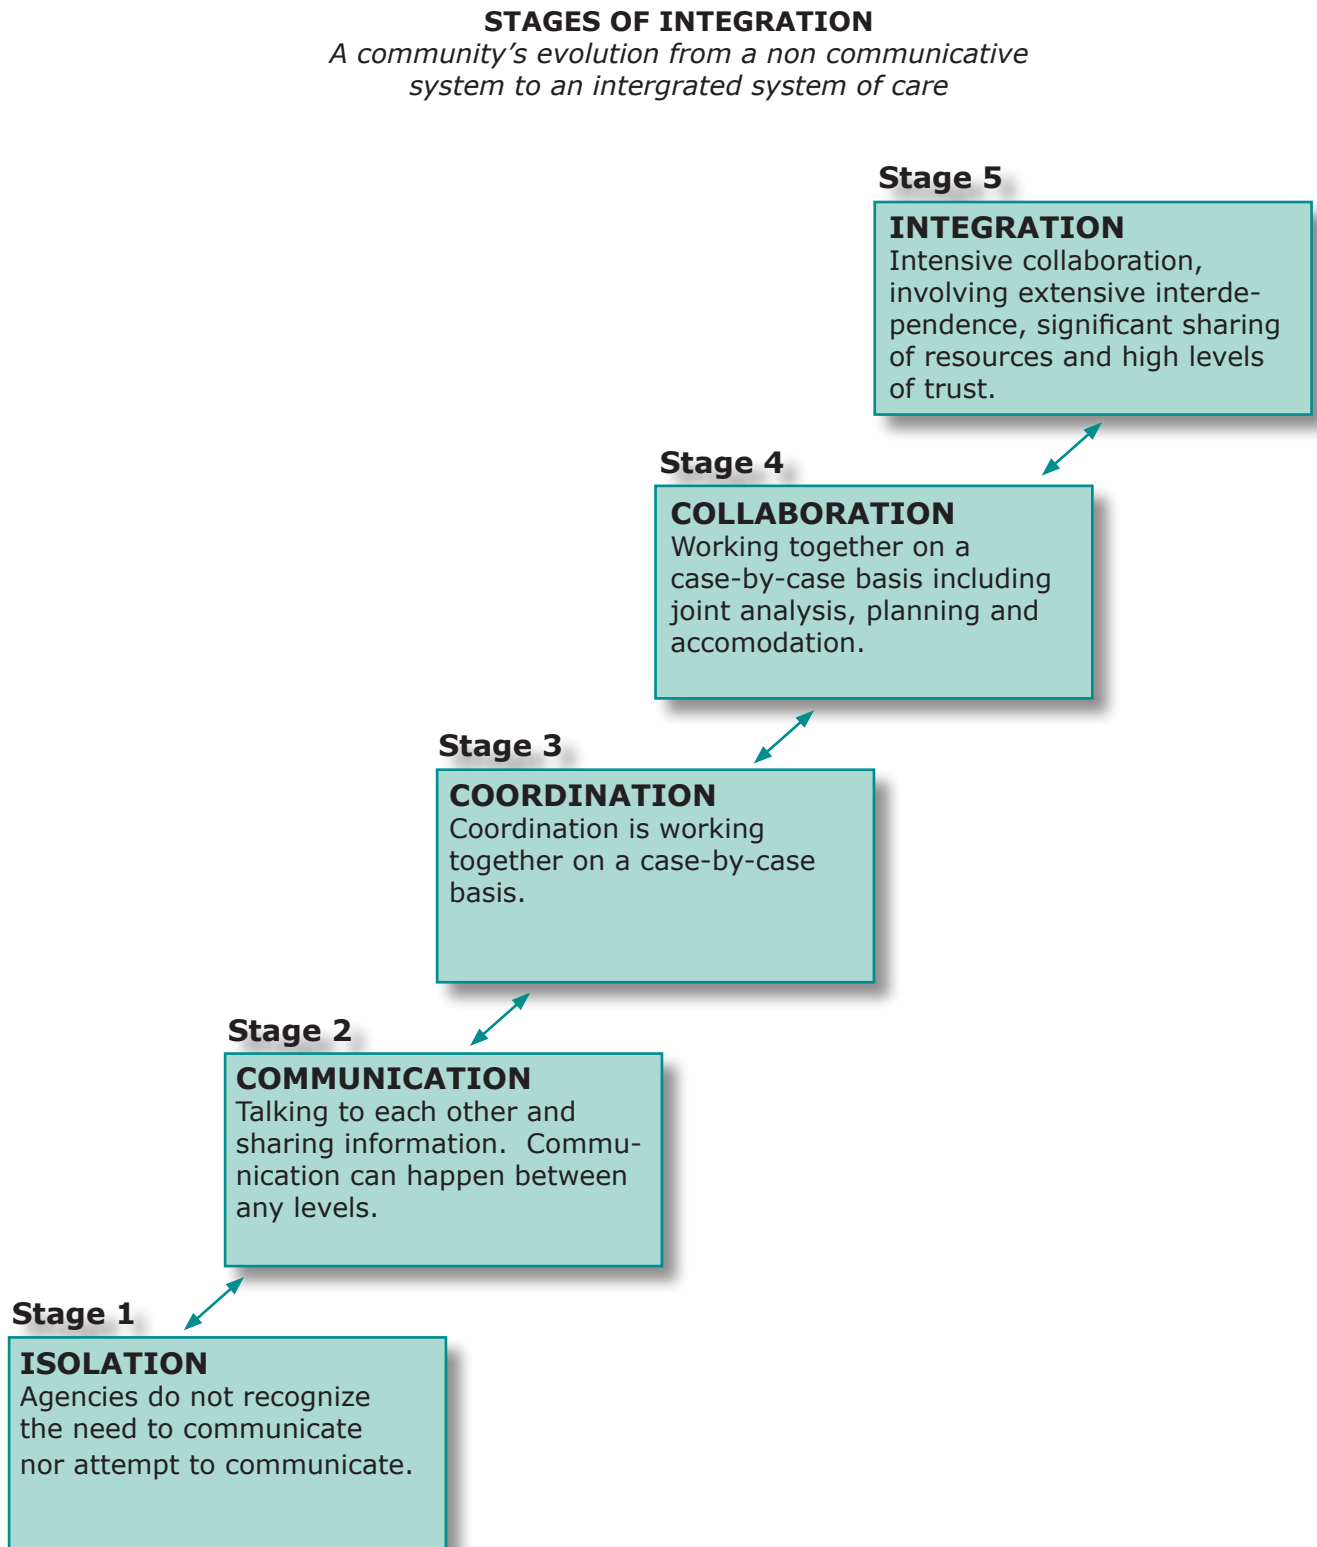 STAGES OF INTEGRATION
A community’s evolution from a non communicative
system to an intergrated system of care
Stage 5
INTEGRATION
Intensive collaboration,
involving extensive interde-
pendence, significant sharing
of resources and high levels
of trust.
Stage 4
COLLABORATION
Working together on a
case-by-case basis including
joint analysis, planning and
accomodation.
Stage 3
COORDINATION
Coordination is working
together on a case-by-case
basis.
Stage 2
COMMUNICATION
Talking to each other and
sharing information.  Commu-
nication can happen between
any levels.
Stage 1
ISOLATION
Agencies do not recognize
the need to communicate
nor attempt to communicate.